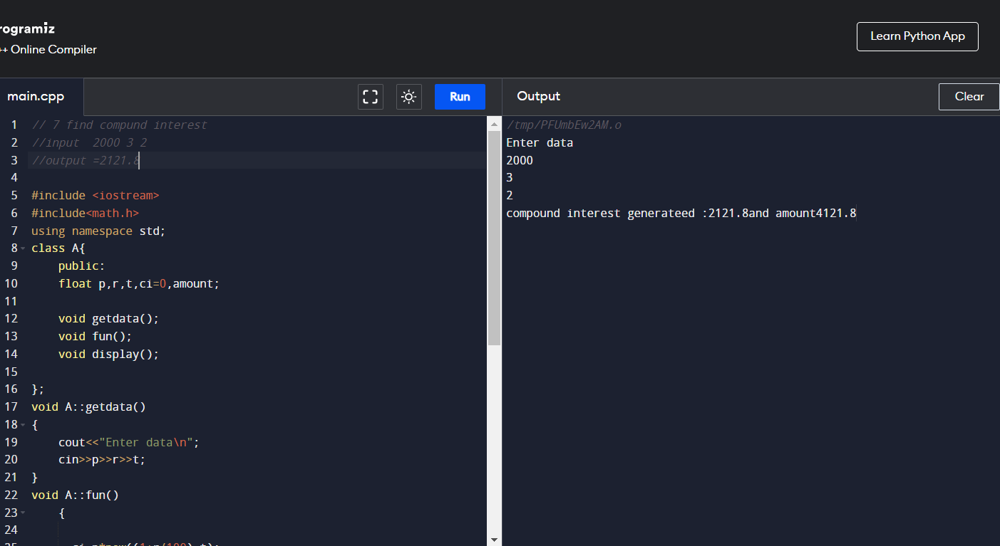 rogramiz
++ Online Compiler
Learn Python App
main.cpp
Run
Output
Clear
1 // 7 find compund interest
2 //input  2000 3 2
3 //output =2121.8
4
5 #include <iostream>
6 #include<math.h>
7 using namespace std;
8 class A{
9     public:
10     float p,r,t,ci=0,amount;
11
12     void getdata();
13     void fun();
14     void display();
15
16 };
17 void A::getdata()
18 {
19     cout<<"Enter data\n";
20     cin>>p>>r>>t;
21 }
22 void A::fun()
23     {
24
/tmp/PFUmbEw2AM.o
Enter data
2000
3
2
compound interest generateed :2121.8and amount4121.8